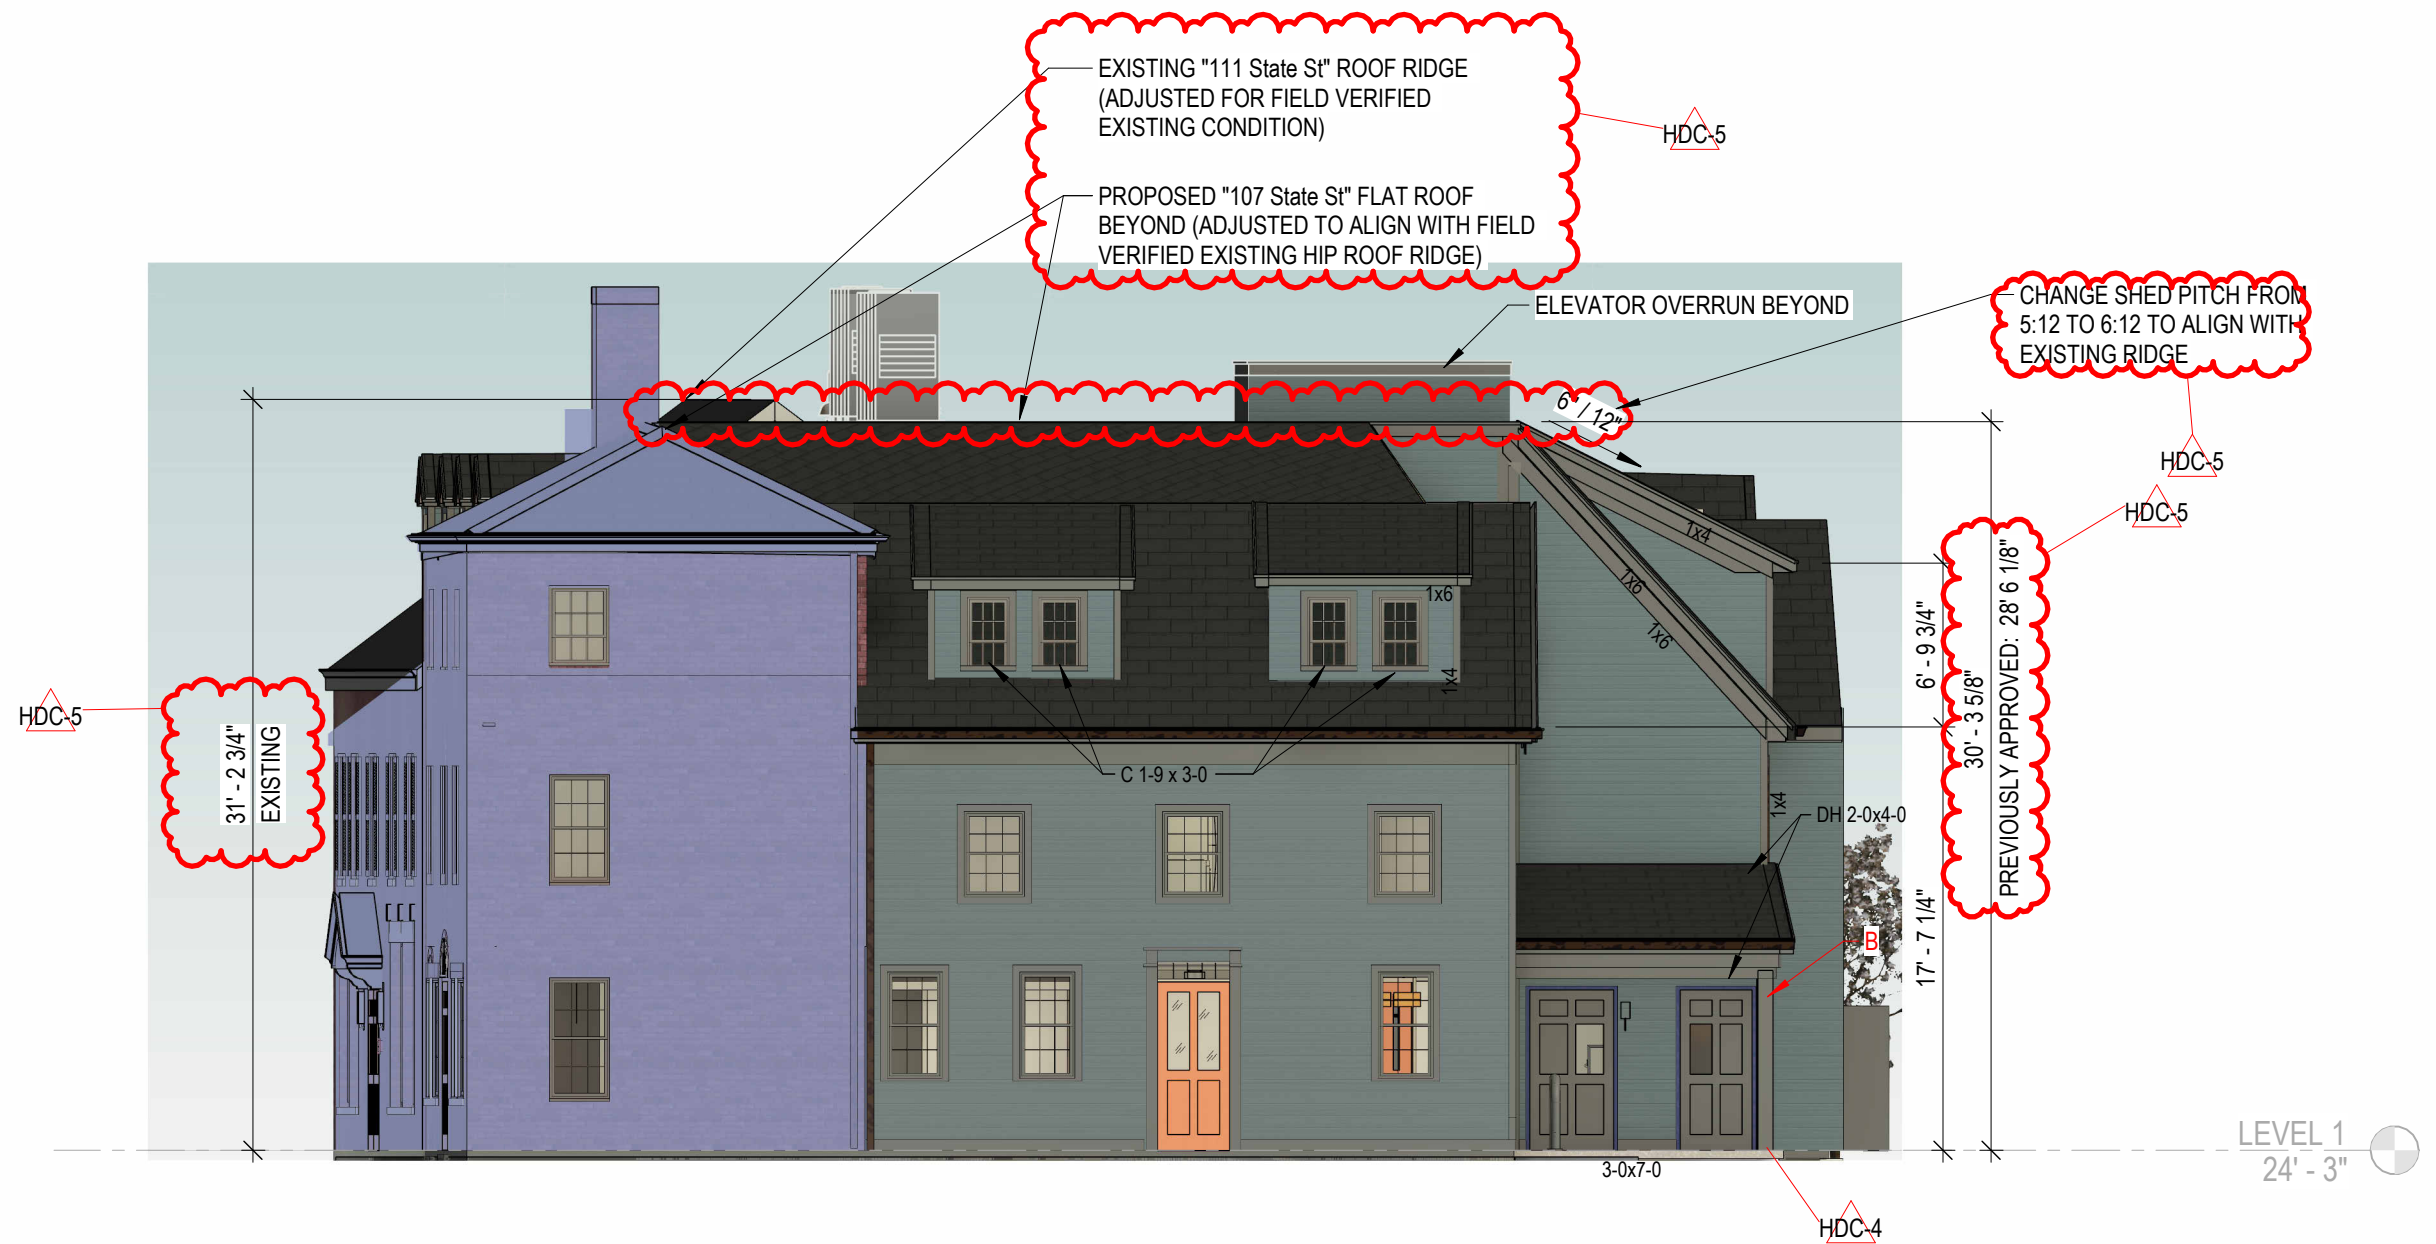 EXISTING "111 State St" ROOF RIDGE
(ADJUSTED FOR FIELD VERIFIED
EXISTING CONDITION)
HDC-5
PROPOSED "107 State St" FLAT ROOF
BEYOND (ADJUSTED TO ALIGN WITH FIELD
VERIFIED EXISTING HIP ROOF RIDGE)
ELEVATOR OVERRUN BEYOND
CHANGE SHED PITCH FROM
5:12 TO 6:12 TO ALIGN WITH
EXISTING RIDGE
6" / 12"
HDC-5
HDC-5
1x4
1x6
1x6
1x6
1x4
6' - 9 3/4"
30' - 3 5/8"
PREVIOUSLY APPROVED: 28' 6 1/8"
HDC-5
31' - 2 3/4"
EXISTING
C 1-9 x 3-0
1x4
DH 2-0x4-0
17' - 7 1/4"
B
LEVEL 1
24' - 3"
3-0x7-0
HDC-4